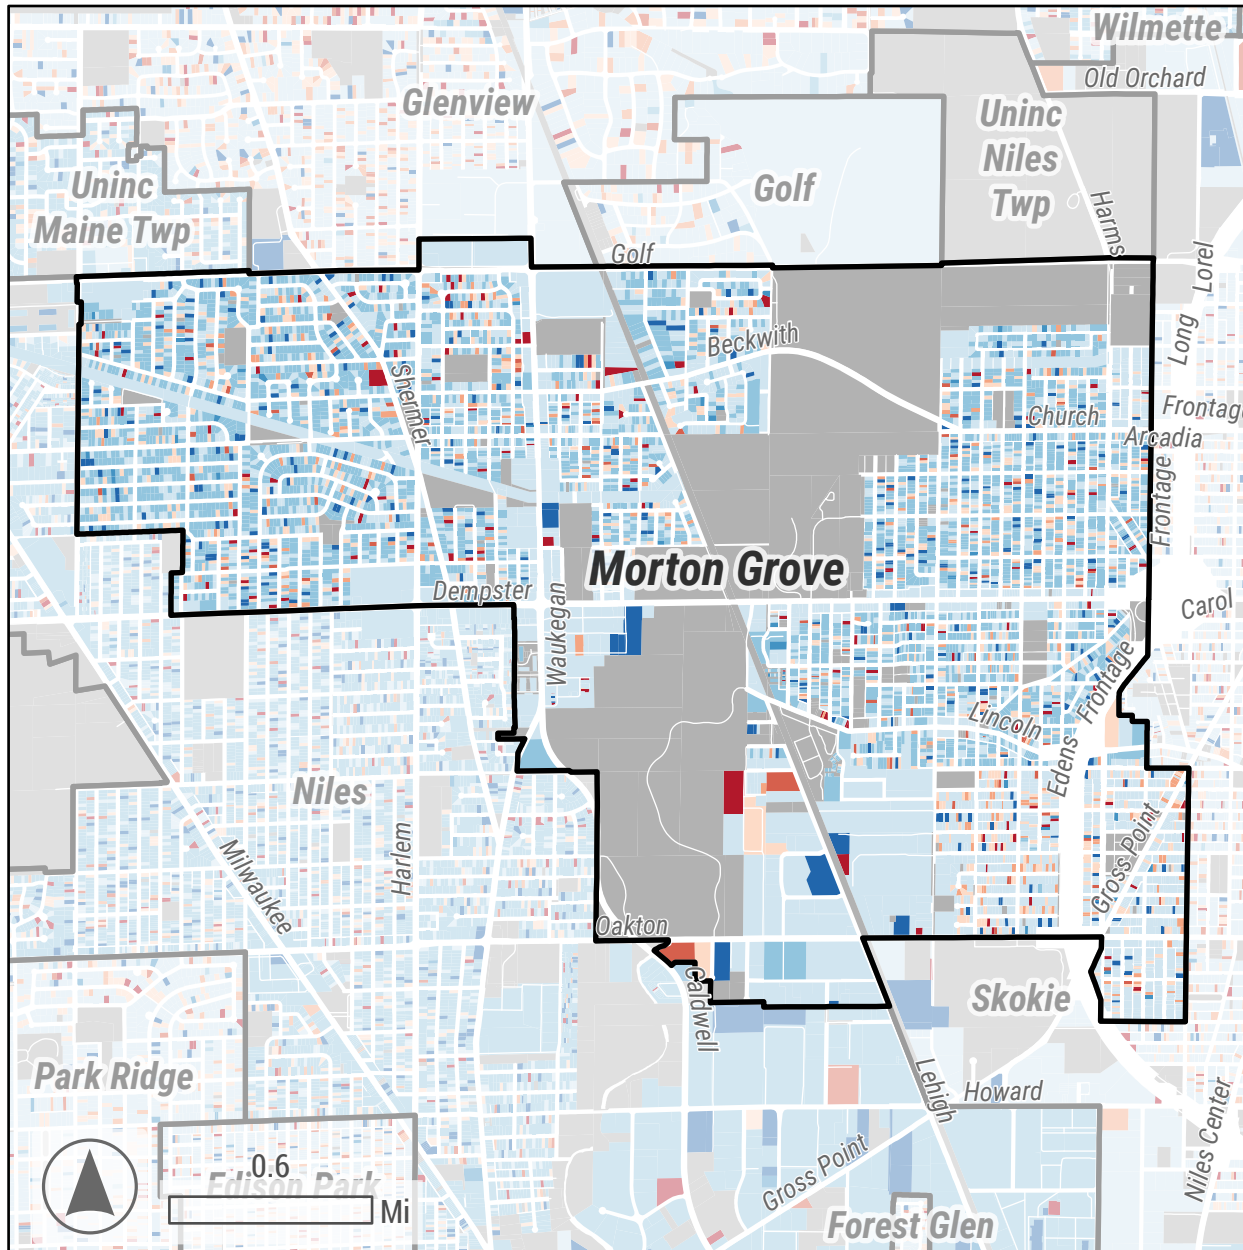 Wilmette
Old Orchard
Glenview
Uninc
Niles
Twp
Uninc
Maine Twp
Golf
Harms
Golf
Lorel
Long
Beckwith
Shermer
Church
Frontage
Arcadia
Frontage
Morton Grove
Dempster
Waukegan
Carol
Frontage
Lincoln
Edens
Niles
Harlem
Milwaukee
Gross Point
Oakton
Caldwell
Skokie
Park Ridge
Lehigh
Howard
Niles Center
0.6
Edison Park
Mi
Gross Point
Forest Glen